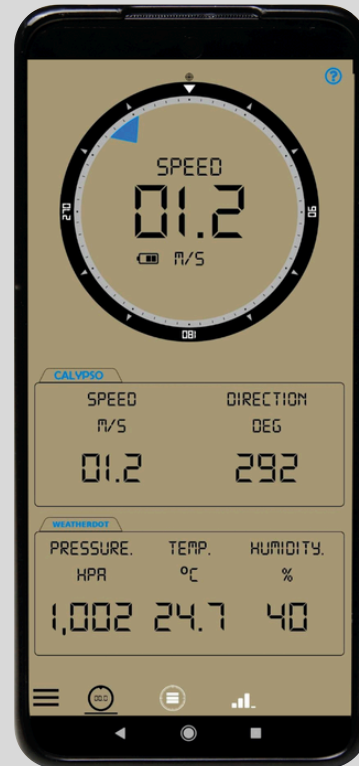 ?
SPEED
01.2
M/S
270
90
180
CALYPSO
SPEED DIRECTION
M/S DEG
01.2 292
WEATHERDOT
PRESSURE. TEMP. HUMIDITY.
HPA ºC %
1,002 24.7 40
00.0